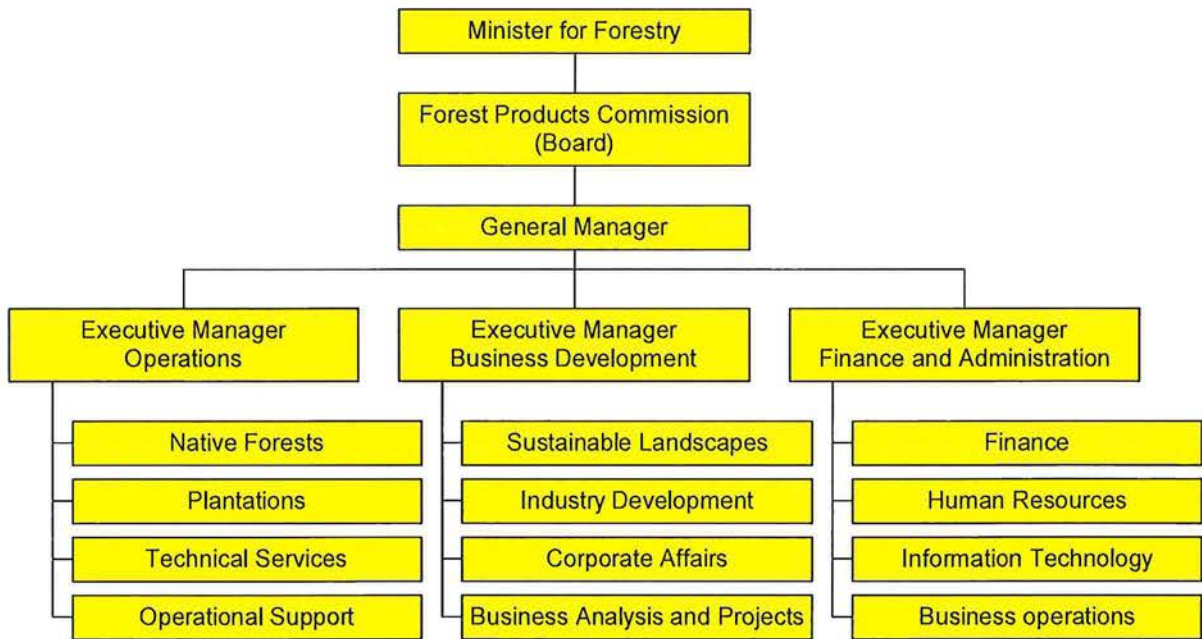 Minister for Forestry
Forest Products Commission
(Board)
General Manager
Executive Manager
Operations
Native Forests
Plantations
Technical Services
Operational Support
Executive Manager
Business Development
Sustainable Landscapes
Industry Development
Corporate Affairs
Business Analysis and Projects
Executive Manager
Finance and Administration
Finance
Human Resources
Information Technology
Business operations